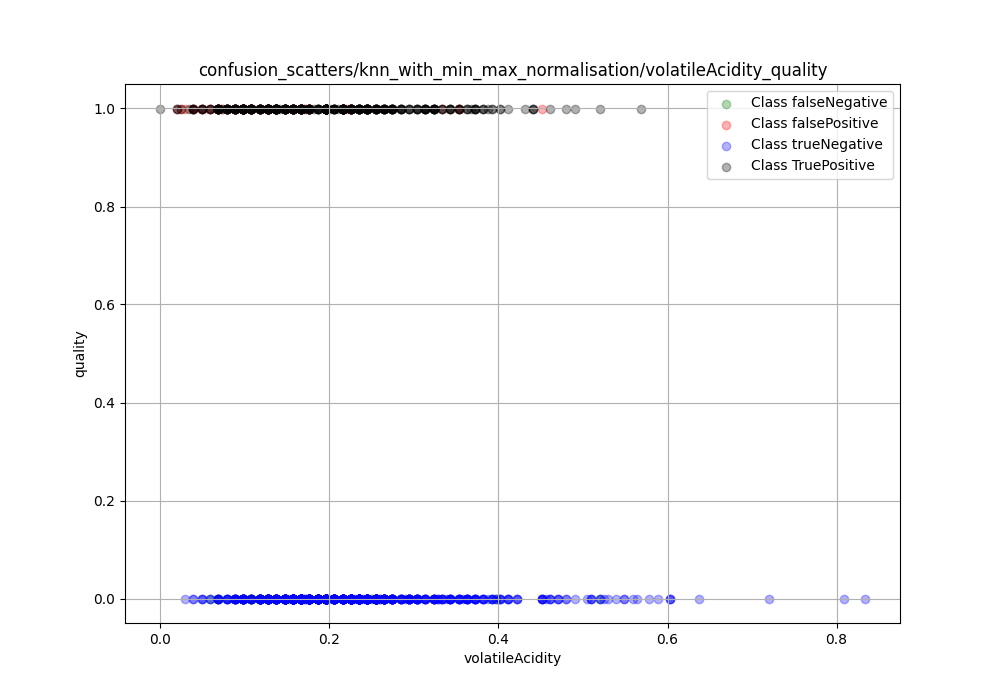 confusion_scatters/knn_with_min_max_normalisation/volatileAcidity_quality
Class falseNegative
Class falsePositive
Class trueNegative
Class TruePositive
1.0
0.8
0.6
0.4
0.2
0.0
quality
0.0
0.2
0.4
0.6
0.8
volatileAcidity